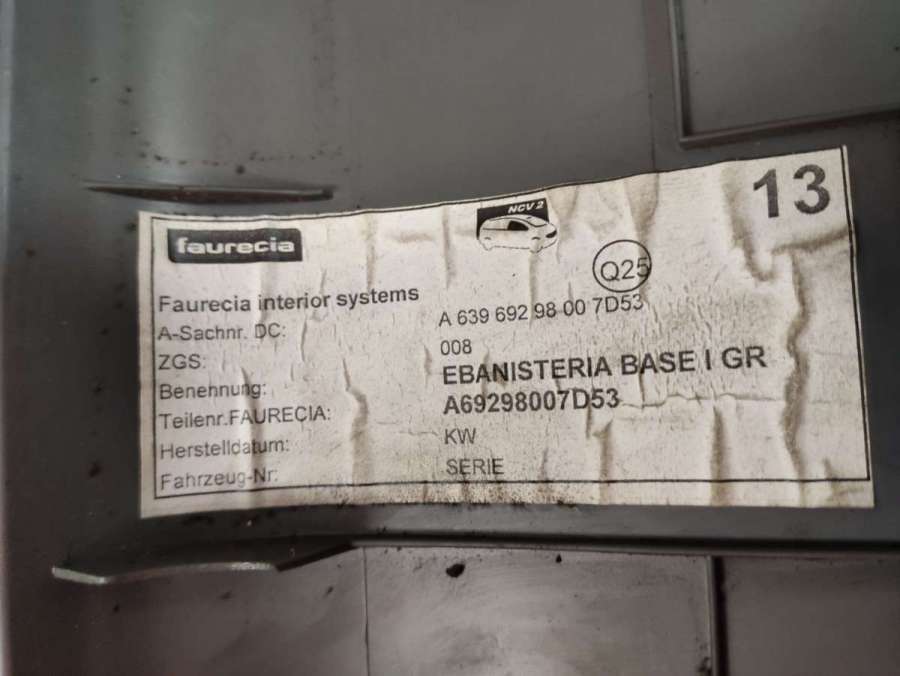 NCV 2
13
faurecia
Q25
Faurecia interior systems
A-Sachnr. DC: A 639 692 98 00 7D53
ZGS: 008
Benennung: EBANISTERIA BASE I GR
Teilenr.FAURECIA: A69298007D53
Herstelldatum: KW
Fahrzeug-Nr: SERIE